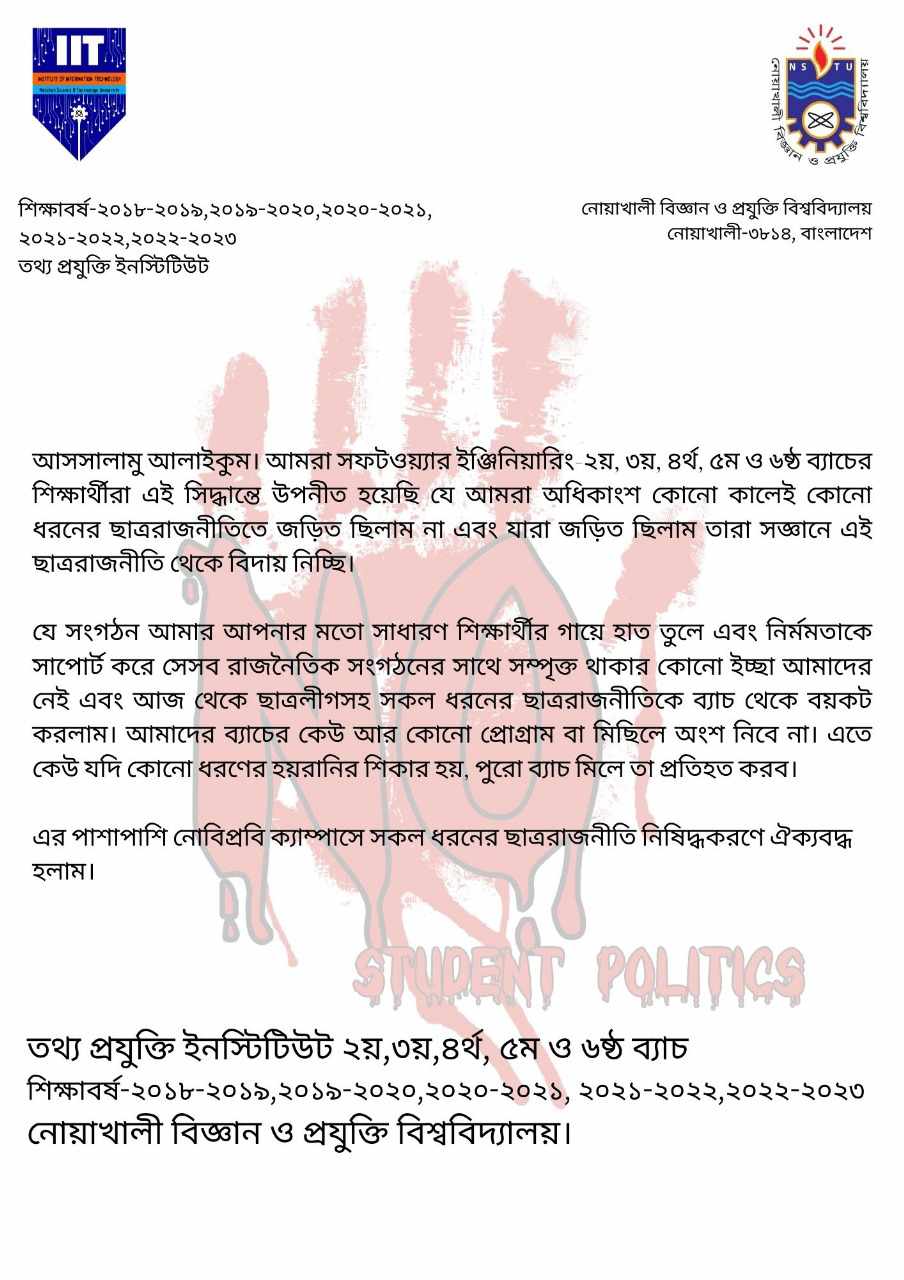 IIT
INSTITUTE OF INFORMATION TECHNOLOGY
Noakhali Science & Technology University
NSTU
নোয়াখালী বিজ্ঞান ও প্রযুক্তি বিশ্ববিদ্যালয়
শিক্ষাবর্ষ-২০১৮-২০১৯,২০১৯-২০২০,২০২০-২০২১,
২০২১-২০২২,২০২২-২০২৩
তথ্য প্রযুক্তি ইনস্টিটিউট
নোয়াখালী বিজ্ঞান ও প্রযুক্তি বিশ্ববিদ্যালয়
নোয়াখালী-৩৮১৪, বাংলাদেশ
আসসালামু আলাইকুম। আমরা সফটওয়্যার ইঞ্জিনিয়ারিং-২য়, ৩য়, ৪র্থ, ৫ম ও ৬ষ্ঠ ব্যাচের
শিক্ষার্থীরা এই সিদ্ধান্তে উপনীত হয়েছি যে আমরা অধিকাংশ কোনো কালেই কোনো
ধরনের ছাত্ররাজনীতিতে জড়িত ছিলাম না এবং যারা জড়িত ছিলাম তারা সজ্ঞানে এই
ছাত্ররাজনীতি থেকে বিদায় নিচ্ছি।
যে সংগঠন আমার আপনার মতো সাধারণ শিক্ষার্থীর গায়ে হাত তুলে এবং নির্মমতাকে
সাপোর্ট করে সেসব রাজনৈতিক সংগঠনের সাথে সম্পৃক্ত থাকার কোনো ইচ্ছা আমাদের
নেই এবং আজ থেকে ছাত্রলীগসহ সকল ধরনের ছাত্ররাজনীতিকে ব্যাচ থেকে বয়কট
করলাম। আমাদের ব্যাচের কেউ আর কোনো প্রোগ্রাম বা মিছিলে অংশ নিবে না। এতে
কেউ যদি কোনো ধরণের হয়রানির শিকার হয়, পুরো ব্যাচ মিলে তা প্রতিহত করব।
এর পাশাপাশি নোবিপ্রবি ক্যাম্পাসে সকল ধরনের ছাত্ররাজনীতি নিষিদ্ধকরণে ঐক্যবদ্ধ
হলাম।
NO
STUDENT POLITICS
তথ্য প্রযুক্তি ইনস্টিটিউট ২য়,৩য়,৪র্থ, ৫ম ও ৬ষ্ঠ ব্যাচ
শিক্ষাবর্ষ-২০১৮-২০১৯,২০১৯-২০২০,২০২০-২০২১, ২০২১-২০২২,২০২২-২০২৩
নোয়াখালী বিজ্ঞান ও প্রযুক্তি বিশ্ববিদ্যালয়।